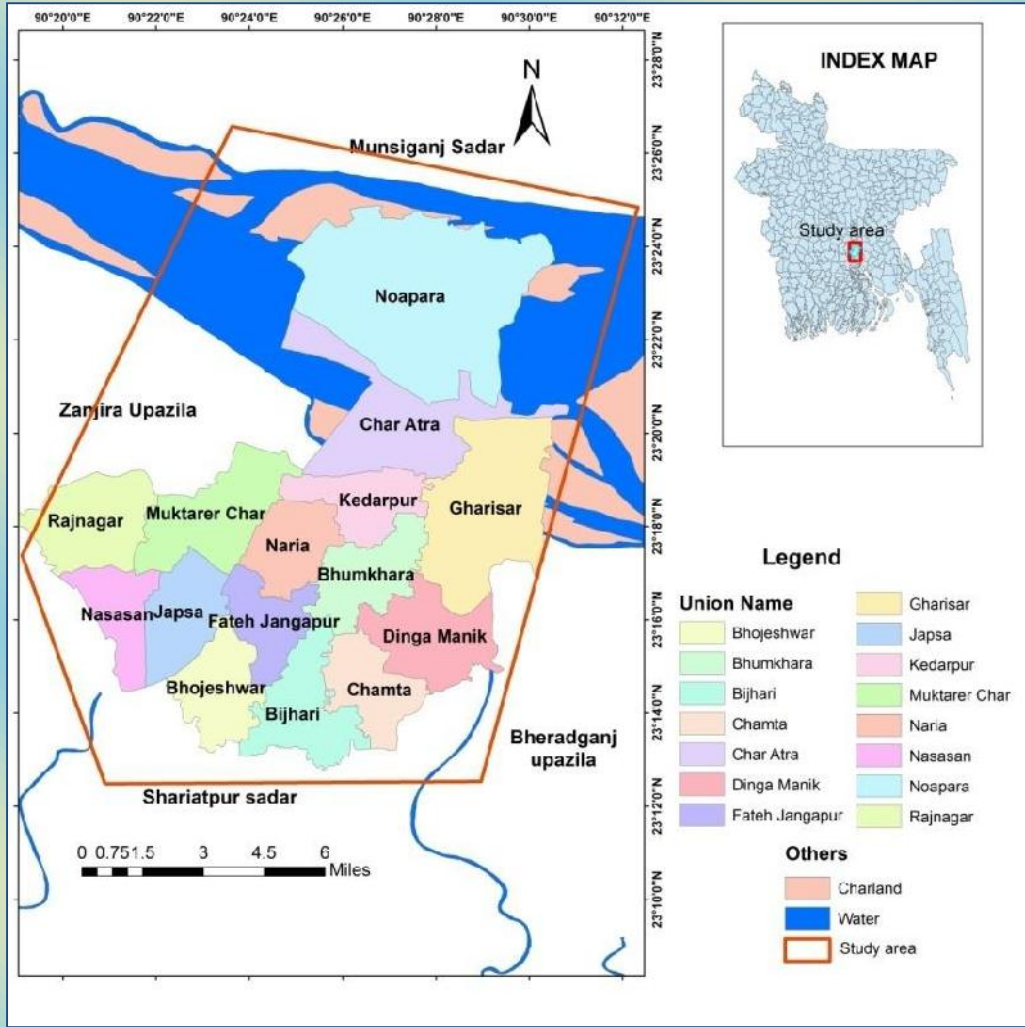 90°20'0"E 90°22'0"E 90°24'0"E 90°26'0"E 90°28'0"E 90°30'0"E 90°32'0"E
23°28'0"N
23°26'0"N
23°24'0"N
23°22'0"N
23°20'0"N
23°18'0"N
23°16'0"N
23°14'0"N
23°12'0"N
23°10'0"N
N
Munsiganj Sadar
Noapara
Zanjira Upazila
Char Atra
Kedarpur
Gharisar
Rajnagar
Muktarer Char
Naria
Bhumkhara
Nasasan
Japsa
Fateh Jangapur
Dinga Manik
Bhojeshwar
Chamta
Bijhari
Bheradganj
upazila
Shariatpur sadar
0 0.75 1.5 3 4.5 6
Miles
INDEX MAP
Study area
Legend
Union Name
Bhojeshwar
Bhumkhara
Bijhari
Chamta
Char Atra
Dinga Manik
Fateh Jangapur
Gharisar
Japsa
Kedarpur
Muktarer Char
Naria
Nasasan
Noapara
Rajnagar
Others
Charland
Water
Study area